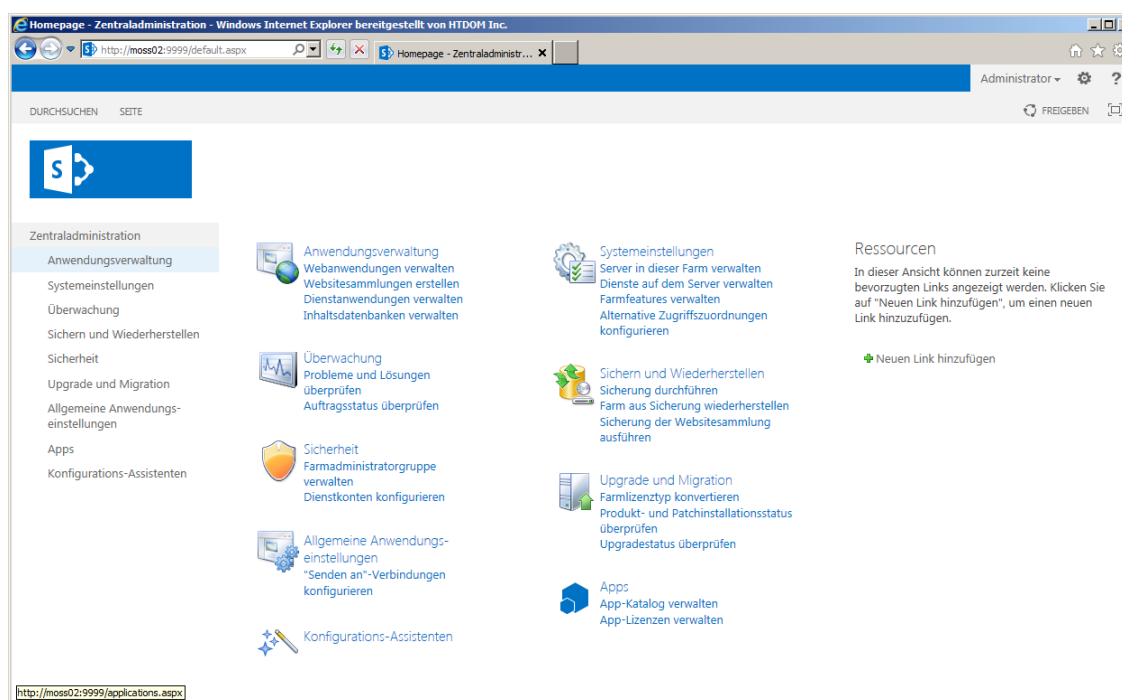 Homepage - Zentraladministration - Windows Internet Explorer bereitgestellt von HTDOM Inc.
http://moss02:9999/default.aspx
Homepage - Zentraladministr...
Administrator
?
DURCHSUCHEN SEITE
FREIGEBEN
S
Zentraladministration
Anwendungsverwaltung
Systemeinstellungen
Überwachung
Sichern und Wiederherstellen
Sicherheit
Upgrade und Migration
Allgemeine Anwendungs-
einstellungen
Apps
Konfigurations-Assistenten
Anwendungsverwaltung
Webanwendungen verwalten
Websitesammlungen erstellen
Dienstanwendungen verwalten
Inhaltsdatenbanken verwalten
Überwachung
Probleme und Lösungen
überprüfen
Auftragsstatus überprüfen
Sicherheit
Farmadministratorgruppe
verwalten
Dienstkonten konfigurieren
Allgemeine Anwendungs-
einstellungen
"Senden an"-Verbindungen
konfigurieren
Konfigurations-Assistenten
Systemeinstellungen
Server in dieser Farm verwalten
Dienste auf dem Server verwalten
Farmfeatures verwalten
Alternative Zugriffszuordnungen
konfigurieren
Sichern und Wiederherstellen
Sicherung durchführen
Farm aus Sicherung wiederherstellen
Sicherung der Websitesammlung
ausführen
Upgrade und Migration
Farmlizenztyp konvertieren
Produkt- und Patchinstallationsstatus
überprüfen
Upgradestatus überprüfen
Apps
App-Katalog verwalten
App-Lizenzen verwalten
Ressourcen
In dieser Ansicht können zurzeit keine
bevorzugten Links angezeigt werden. Klicken Sie
auf "Neuen Link hinzufügen", um einen neuen
Link hinzuzufügen.
Neuen Link hinzufügen
http://moss02:9999/applications.aspx